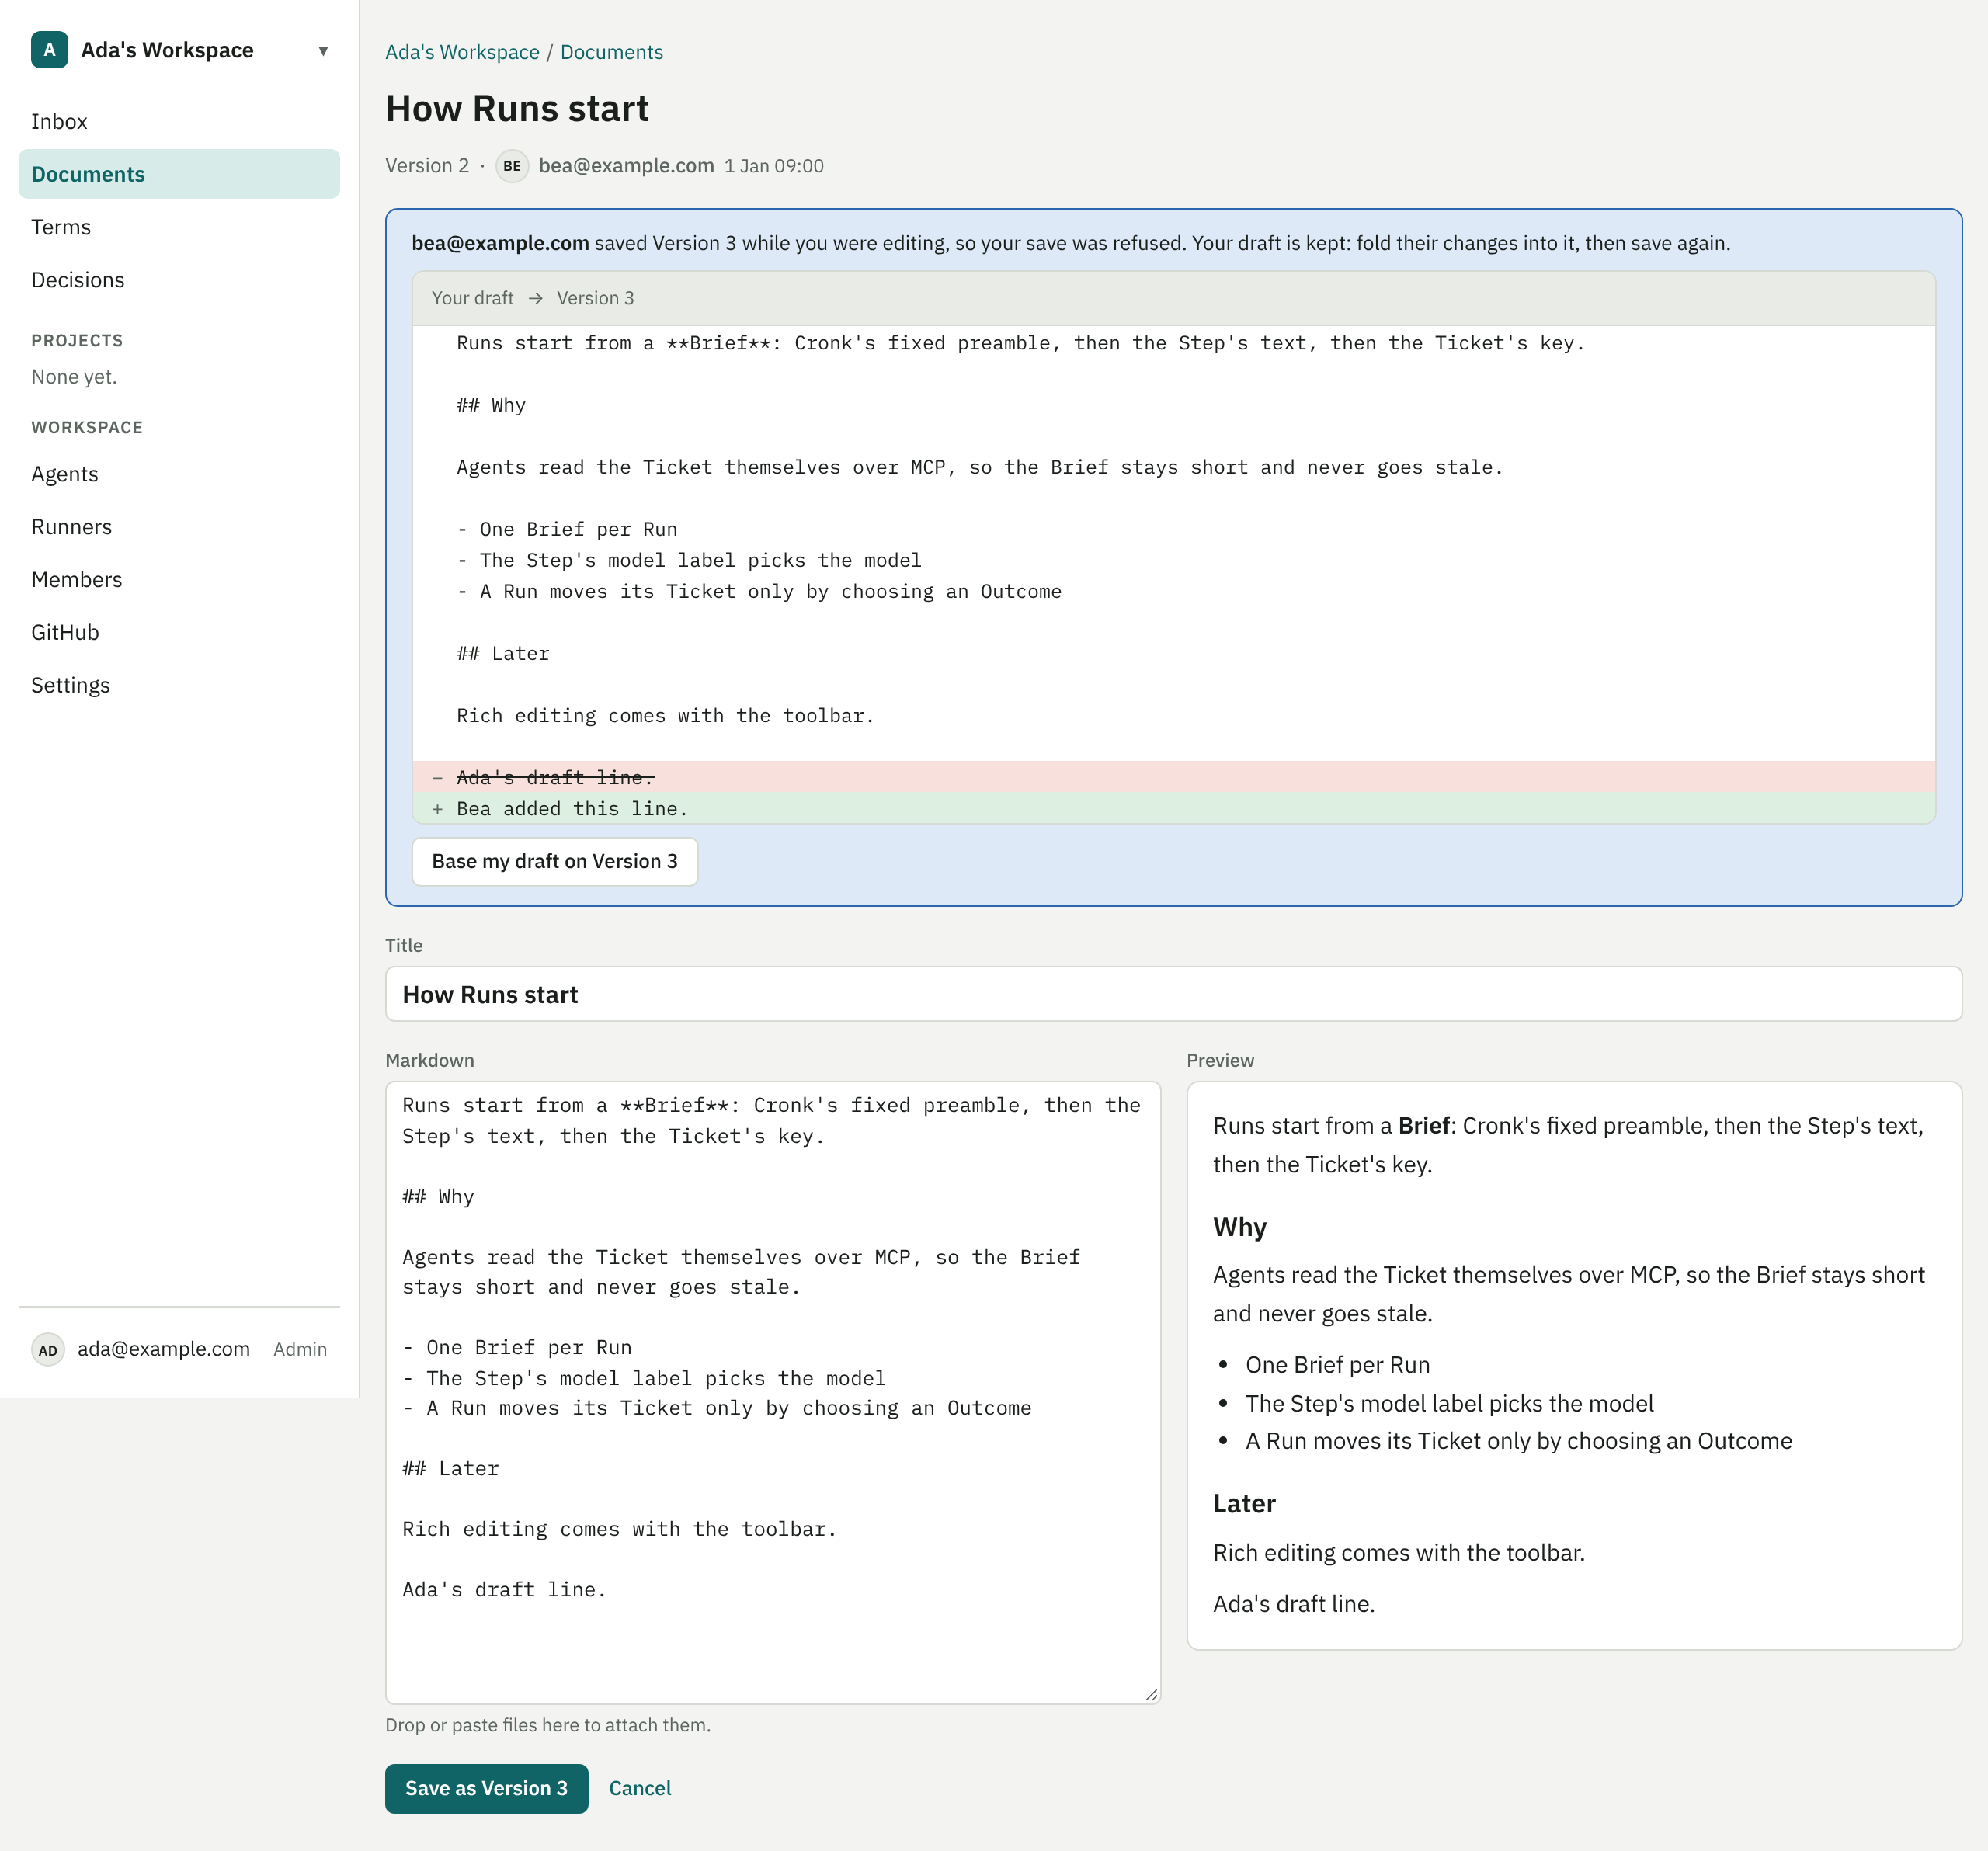 A Ada's Workspace ▾
Inbox
Documents
Terms
Decisions
PROJECTS
None yet.
WORKSPACE
Agents
Runners
Members
GitHub
Settings
AD ada@example.com Admin
Ada's Workspace / Documents
How Runs start
Version 2 · BE bea@example.com 1 Jan 09:00
bea@example.com saved Version 3 while you were editing, so your save was refused. Your draft is kept: fold their changes into it, then save again.
Your draft → Version 3
Runs start from a **Brief**: Cronk's fixed preamble, then the Step's text, then the Ticket's key.
## Why
Agents read the Ticket themselves over MCP, so the Brief stays short and never goes stale.
- One Brief per Run
- The Step's model label picks the model
- A Run moves its Ticket only by choosing an Outcome
## Later
Rich editing comes with the toolbar.
− Ada's draft line.
+ Bea added this line.
Base my draft on Version 3
Title
How Runs start
Markdown
Runs start from a **Brief**: Cronk's fixed preamble, then the
Step's text, then the Ticket's key.
## Why
Agents read the Ticket themselves over MCP, so the Brief
stays short and never goes stale.
- One Brief per Run
- The Step's model label picks the model
- A Run moves its Ticket only by choosing an Outcome
## Later
Rich editing comes with the toolbar.
Ada's draft line.
Drop or paste files here to attach them.
Preview
Runs start from a Brief: Cronk's fixed preamble, then the Step's text,
then the Ticket's key.
Why
Agents read the Ticket themselves over MCP, so the Brief stays short
and never goes stale.
• One Brief per Run
• The Step's model label picks the model
• A Run moves its Ticket only by choosing an Outcome
Later
Rich editing comes with the toolbar.
Ada's draft line.
Save as Version 3 Cancel